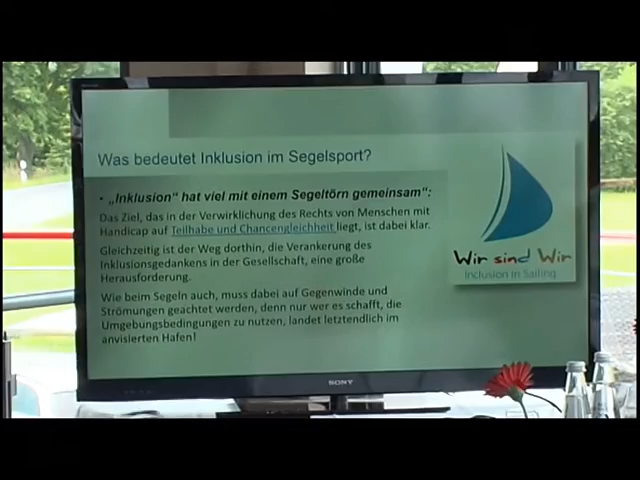 Was bedeutet Inklusion im Segelsport?
• „Inklusion“ hat viel mit einem Segeltörn gemeinsam“:
Das Ziel, das in der Verwirklichung des Rechts von Menschen mit
Handicap auf Teilhabe und Chancengleichheit liegt, ist dabei klar.
Gleichzeitig ist der Weg dorthin, die Verankerung des
Inklusionsgedankens in der Gesellschaft, eine große
Herausforderung.
Wie beim Segeln auch, muss dabei auf Gegenwinde und
Strömungen geachtet werden, denn nur wer es schafft, die
Umgebungsbedingungen zu nutzen, landet letztendlich im
anvisierten Hafen!
Wir sind Wir
Inclusion in Sailing
SONY